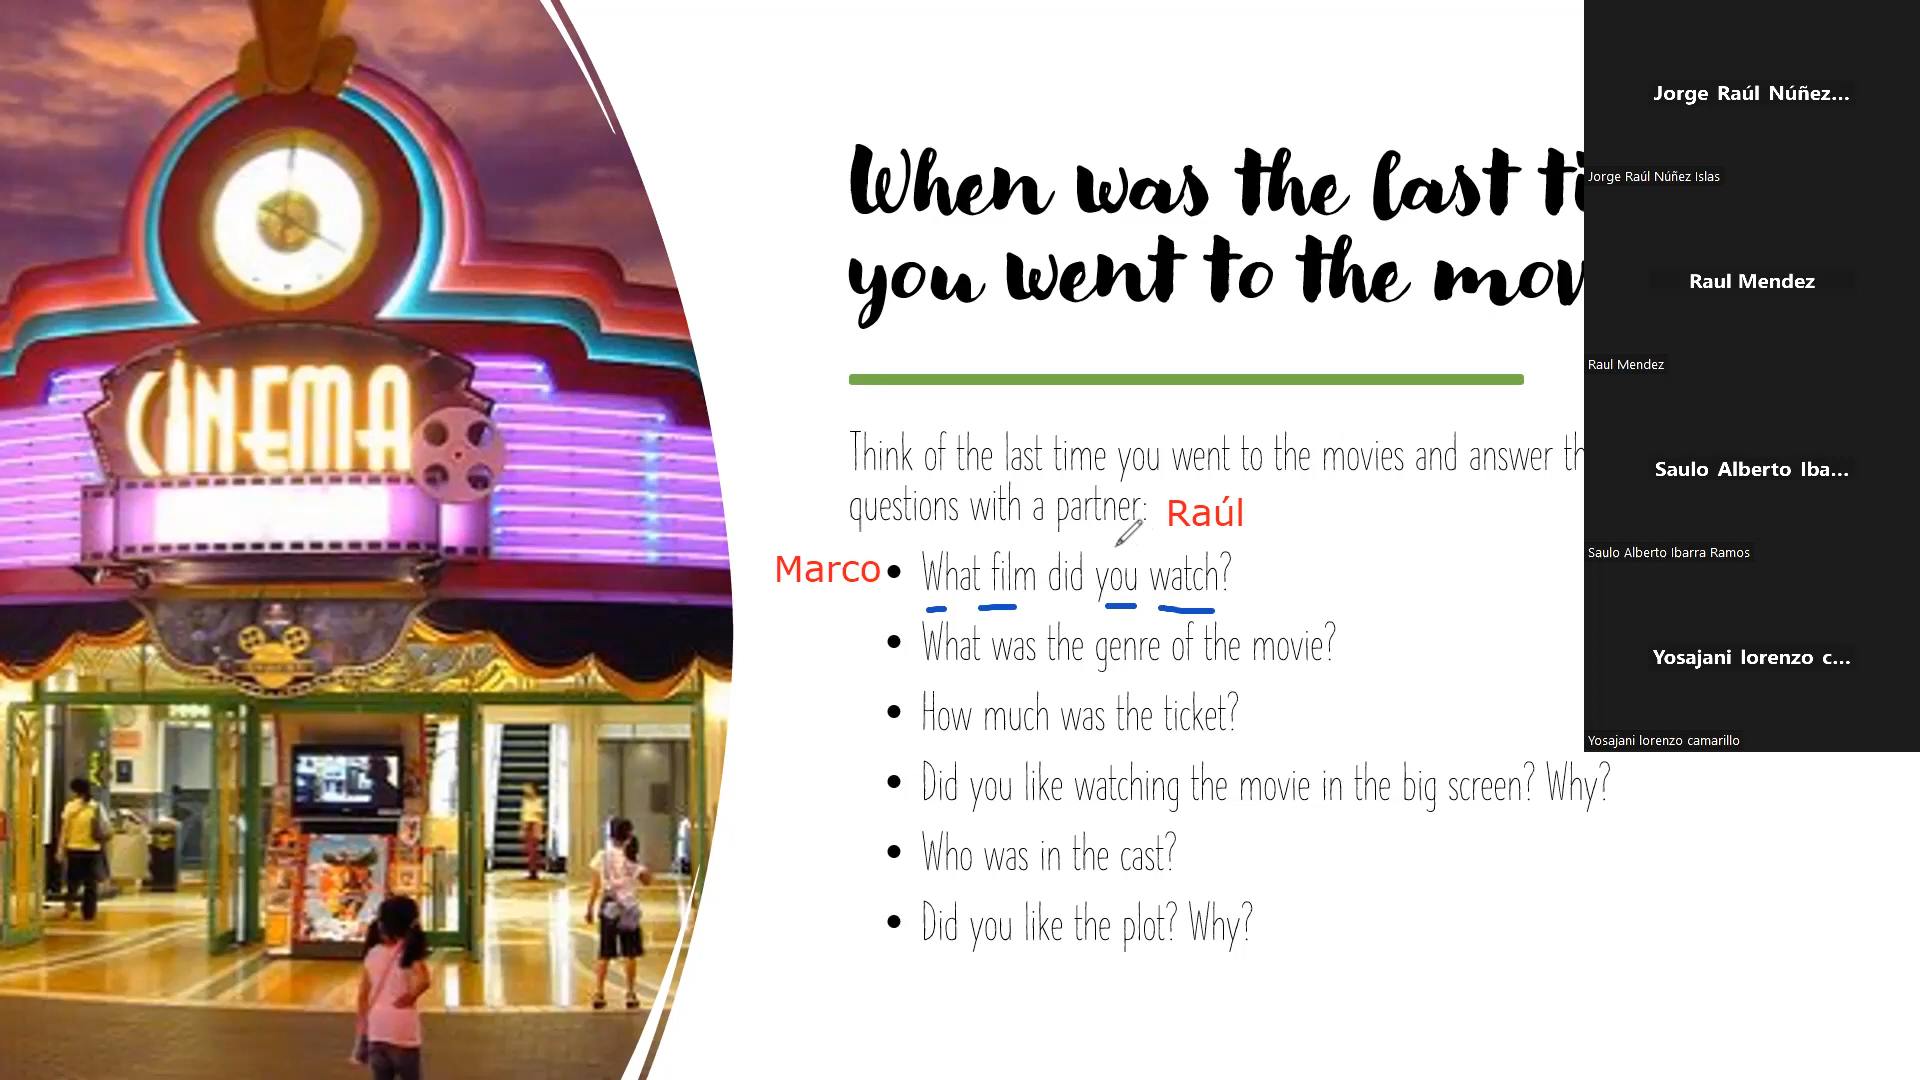 When was the last ti
you went to the mov
Think of the last time you went to the movies and answer th
questions with a partner:
Raúl
Marco
• What film did you watch?
• What was the genre of the movie?
• How much was the ticket?
• Did you like watching the movie in the big screen? Why?
• Who was in the cast?
• Did you like the plot? Why?
CINEMA
Jorge Raúl Núñez...
Jorge Raúl Núñez Islas
Raul Mendez
Raul Mendez
Saulo Alberto Iba...
Saulo Alberto Ibarra Ramos
Yosajani lorenzo c...
Yosajani lorenzo camarillo